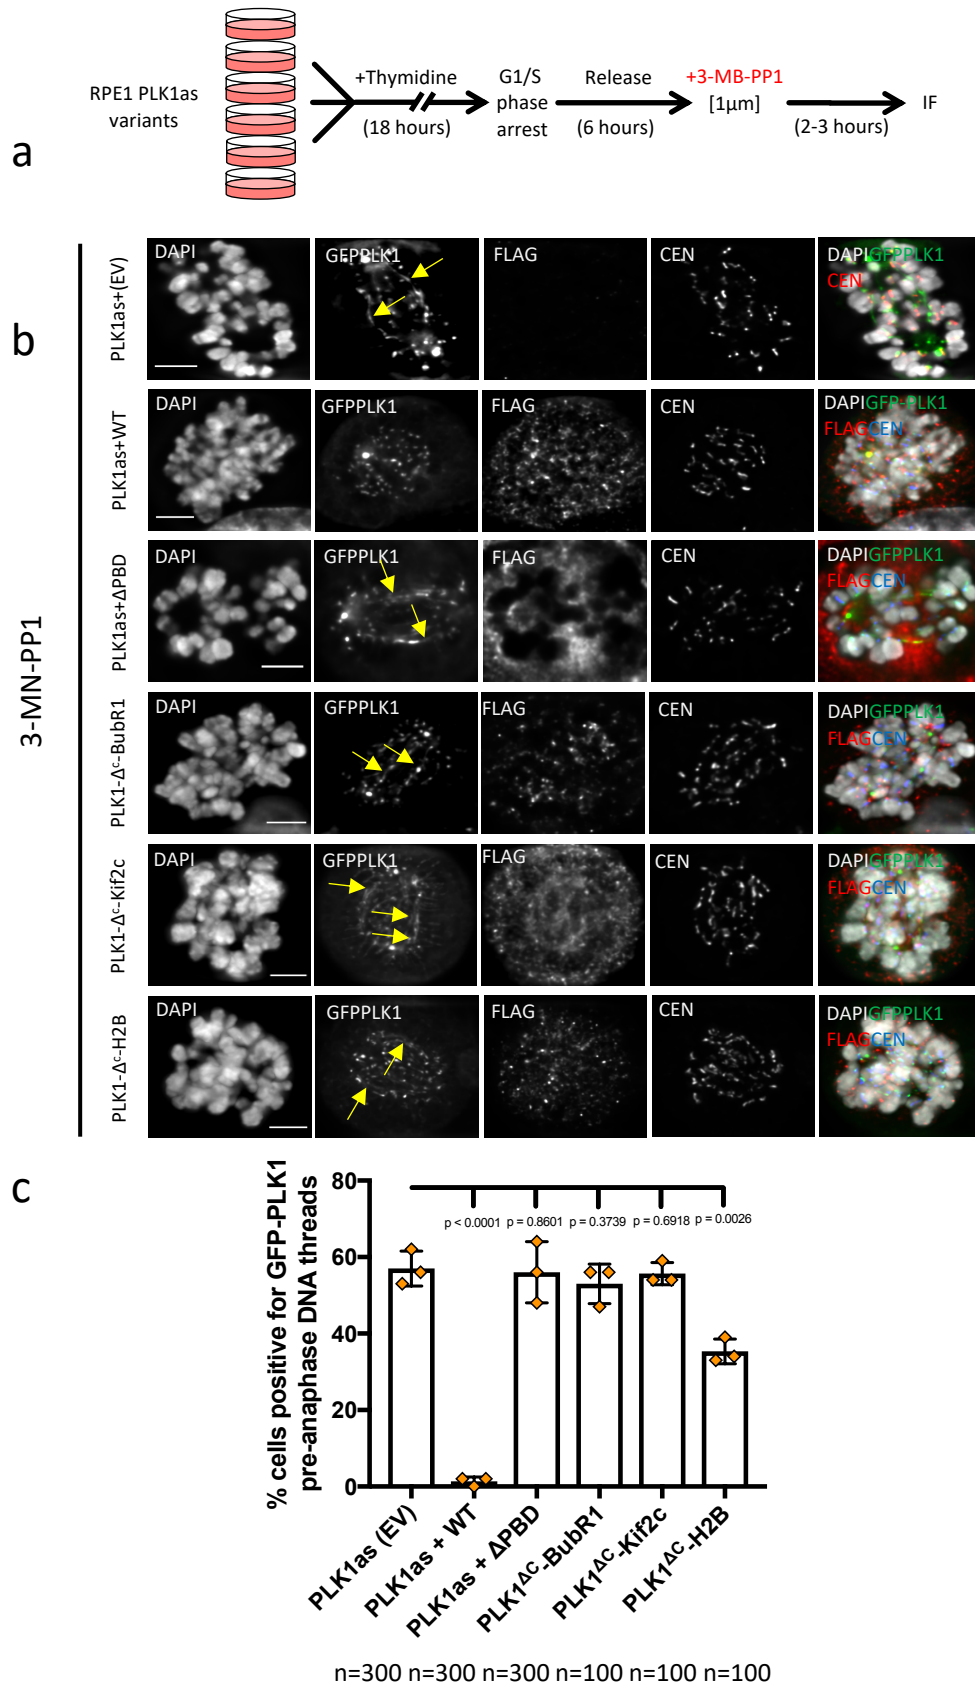 a
RPE1 PLK1as
variants
+Thymidine
(18 hours)
G1/S
phase
arrest
Release
(6 hours)
+3-MB-PP1
[1µm]
(2-3 hours)
IF
b
3-MN-PP1
PLK1as+(EV)
DAPI
GFPPLK1
FLAG
CEN
DAPIGFPPLK1
CEN
PLK1as+WT
DAPI
GFPPLK1
FLAG
CEN
DAPIGFP-PLK1
FLAGCEN
PLK1as+ΔPBD
DAPI
GFPPLK1
FLAG
CEN
DAPIGFPPLK1
FLAGCEN
PLK1-Δᶜ-BubR1
DAPI
GFPPLK1
FLAG
CEN
DAPIGFPPLK1
FLAGCEN
PLK1-Δᶜ-Kif2c
DAPI
GFPPLK1
FLAG
CEN
DAPIGFPPLK1
FLAGCEN
PLK1-Δᶜ-H2B
DAPI
GFPPLK1
FLAG
CEN
DAPIGFPPLK1
FLAGCEN
c
% cells positive for GFP-PLK1
pre-anaphase DNA threads
80
60
40
20
0
p < 0.0001 p = 0.8601 p = 0.3739 p = 0.6918 p = 0.0026
PLK1as (EV)
PLK1as + WT
PLK1as + ΔPBD
PLK1ΔC-BubR1
PLK1ΔC-Kif2c
PLK1ΔC-H2B
n=300 n=300 n=300 n=100 n=100 n=100